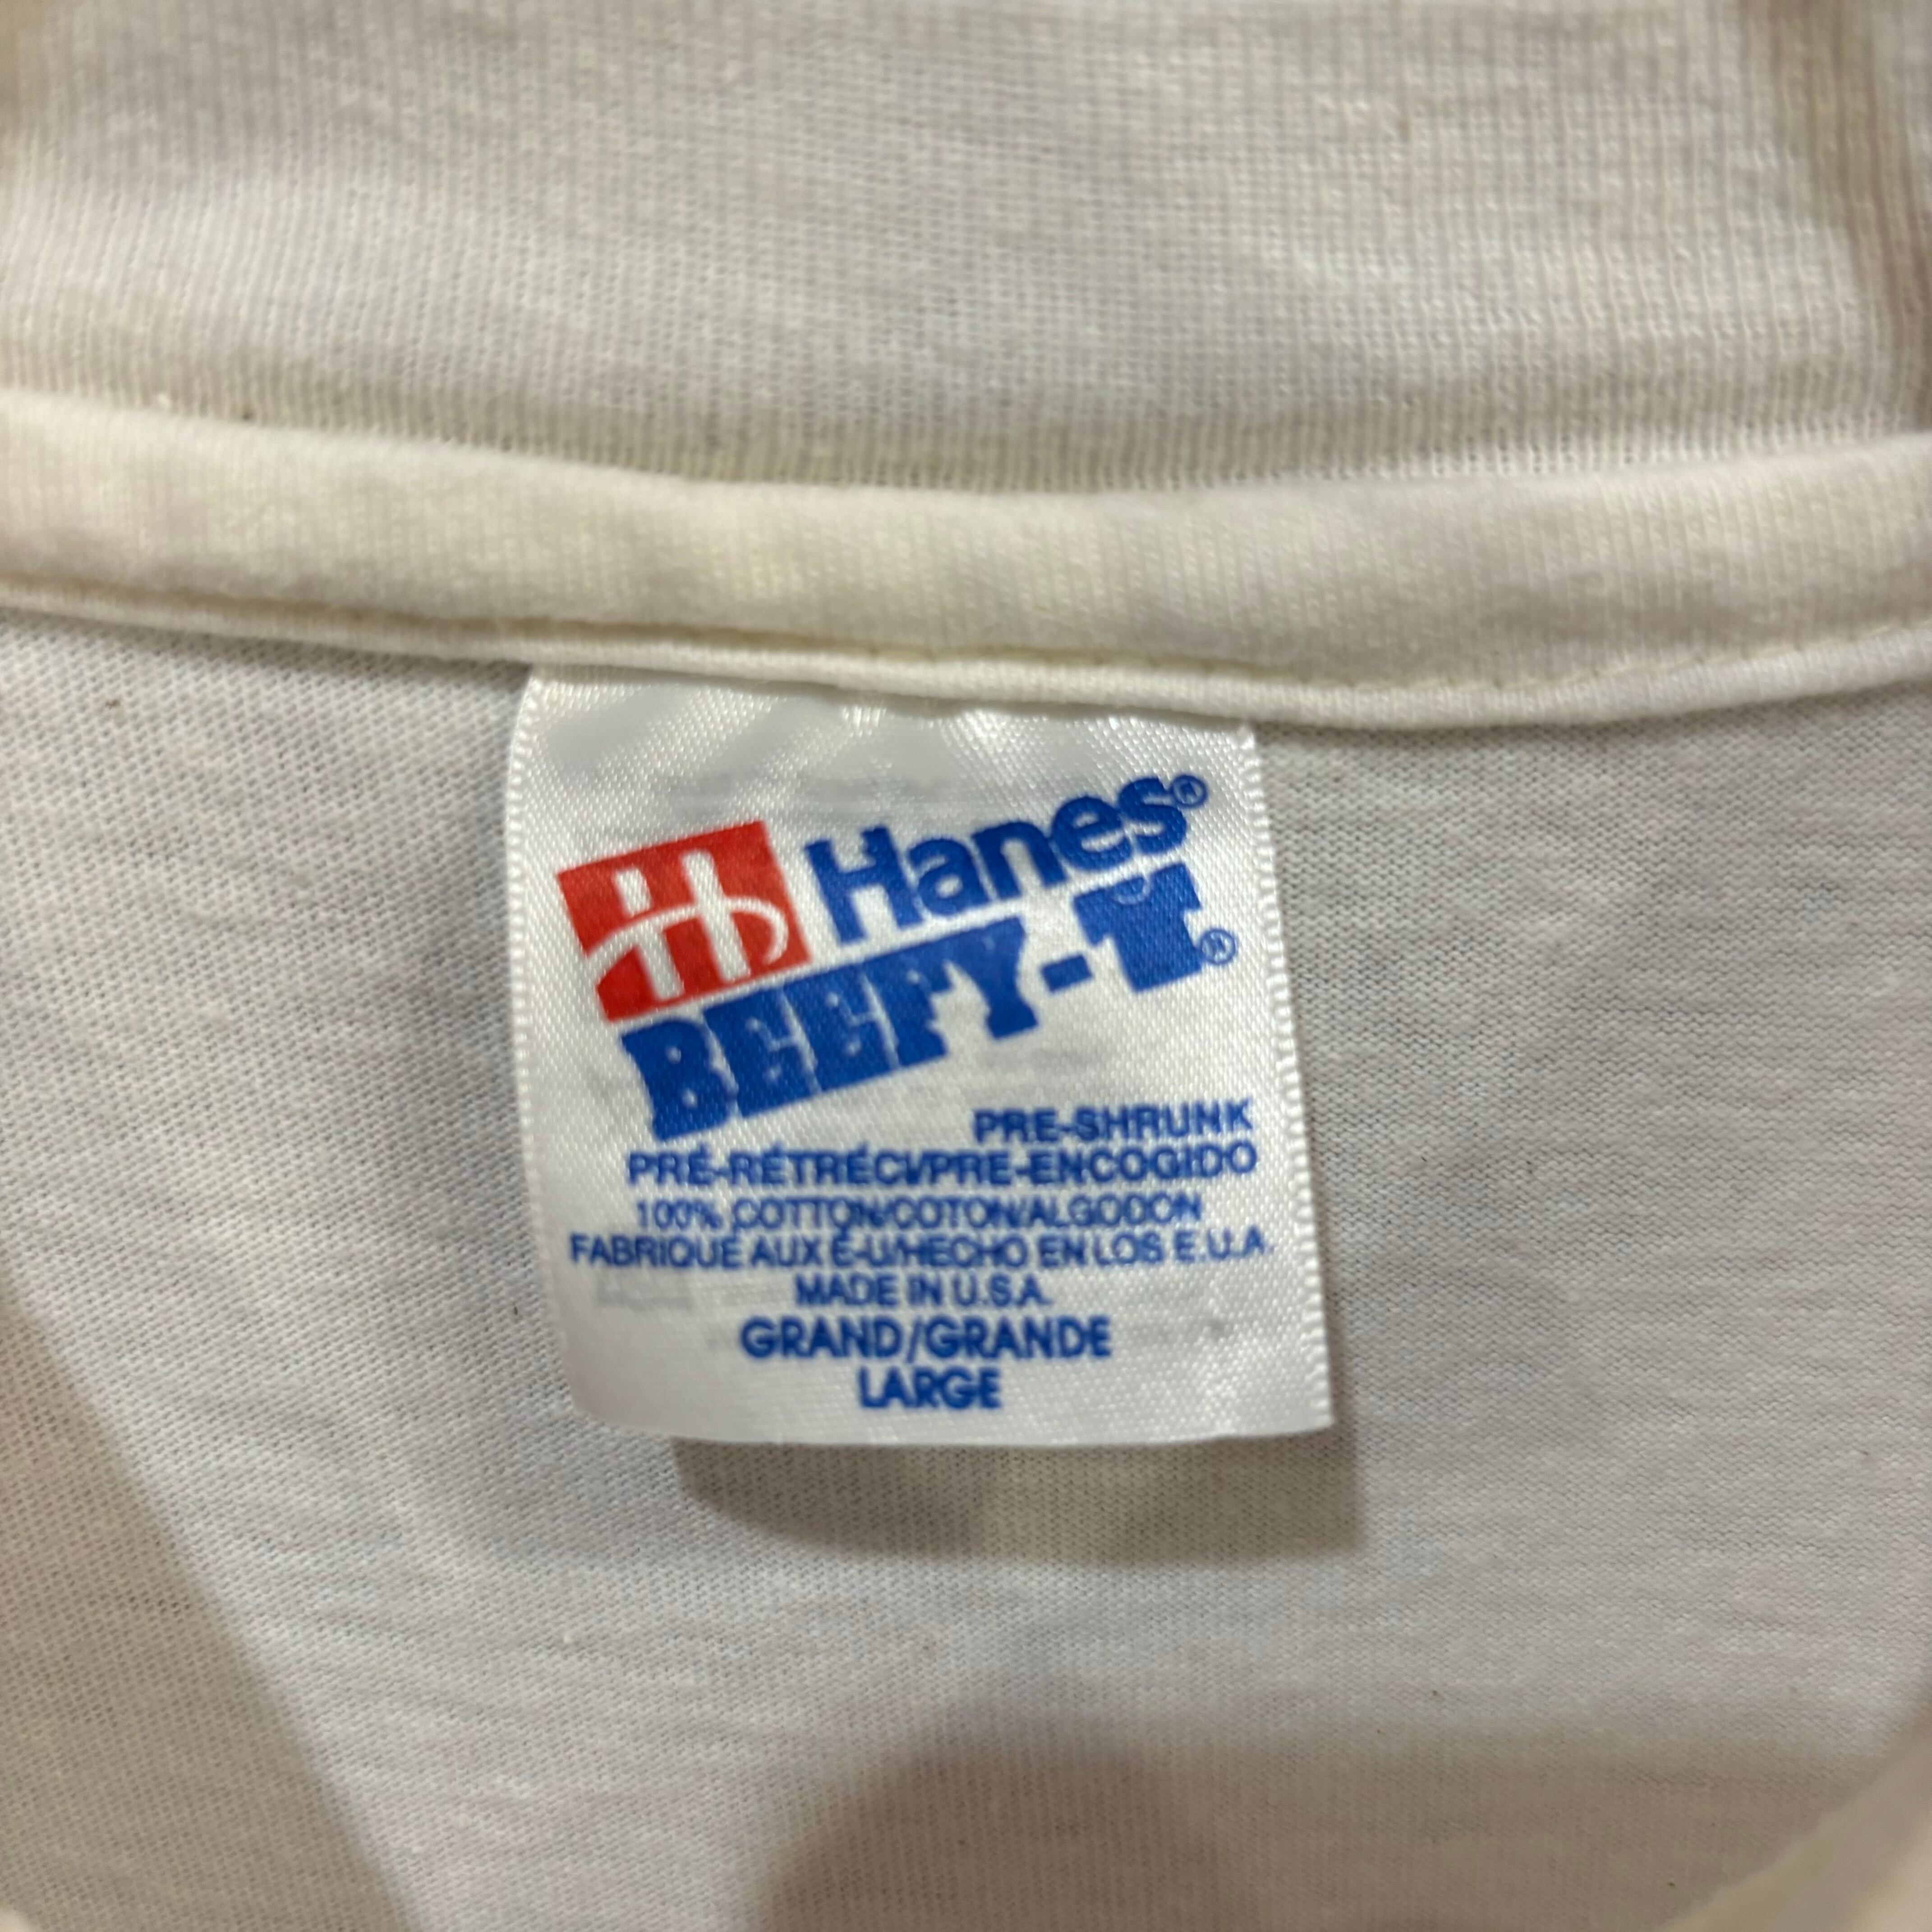 Hanes®
BEEFY-T®
PRE-SHRUNK
PRÉ-RÉTRÉCI/PRE-ENCOGIDO
100% COTTON/COTON/ALGODON
FABRIQUÉ AUX É-U/HECHO EN LOS E.U.A.
MADE IN U.S.A.
GRAND/GRANDE
LARGE